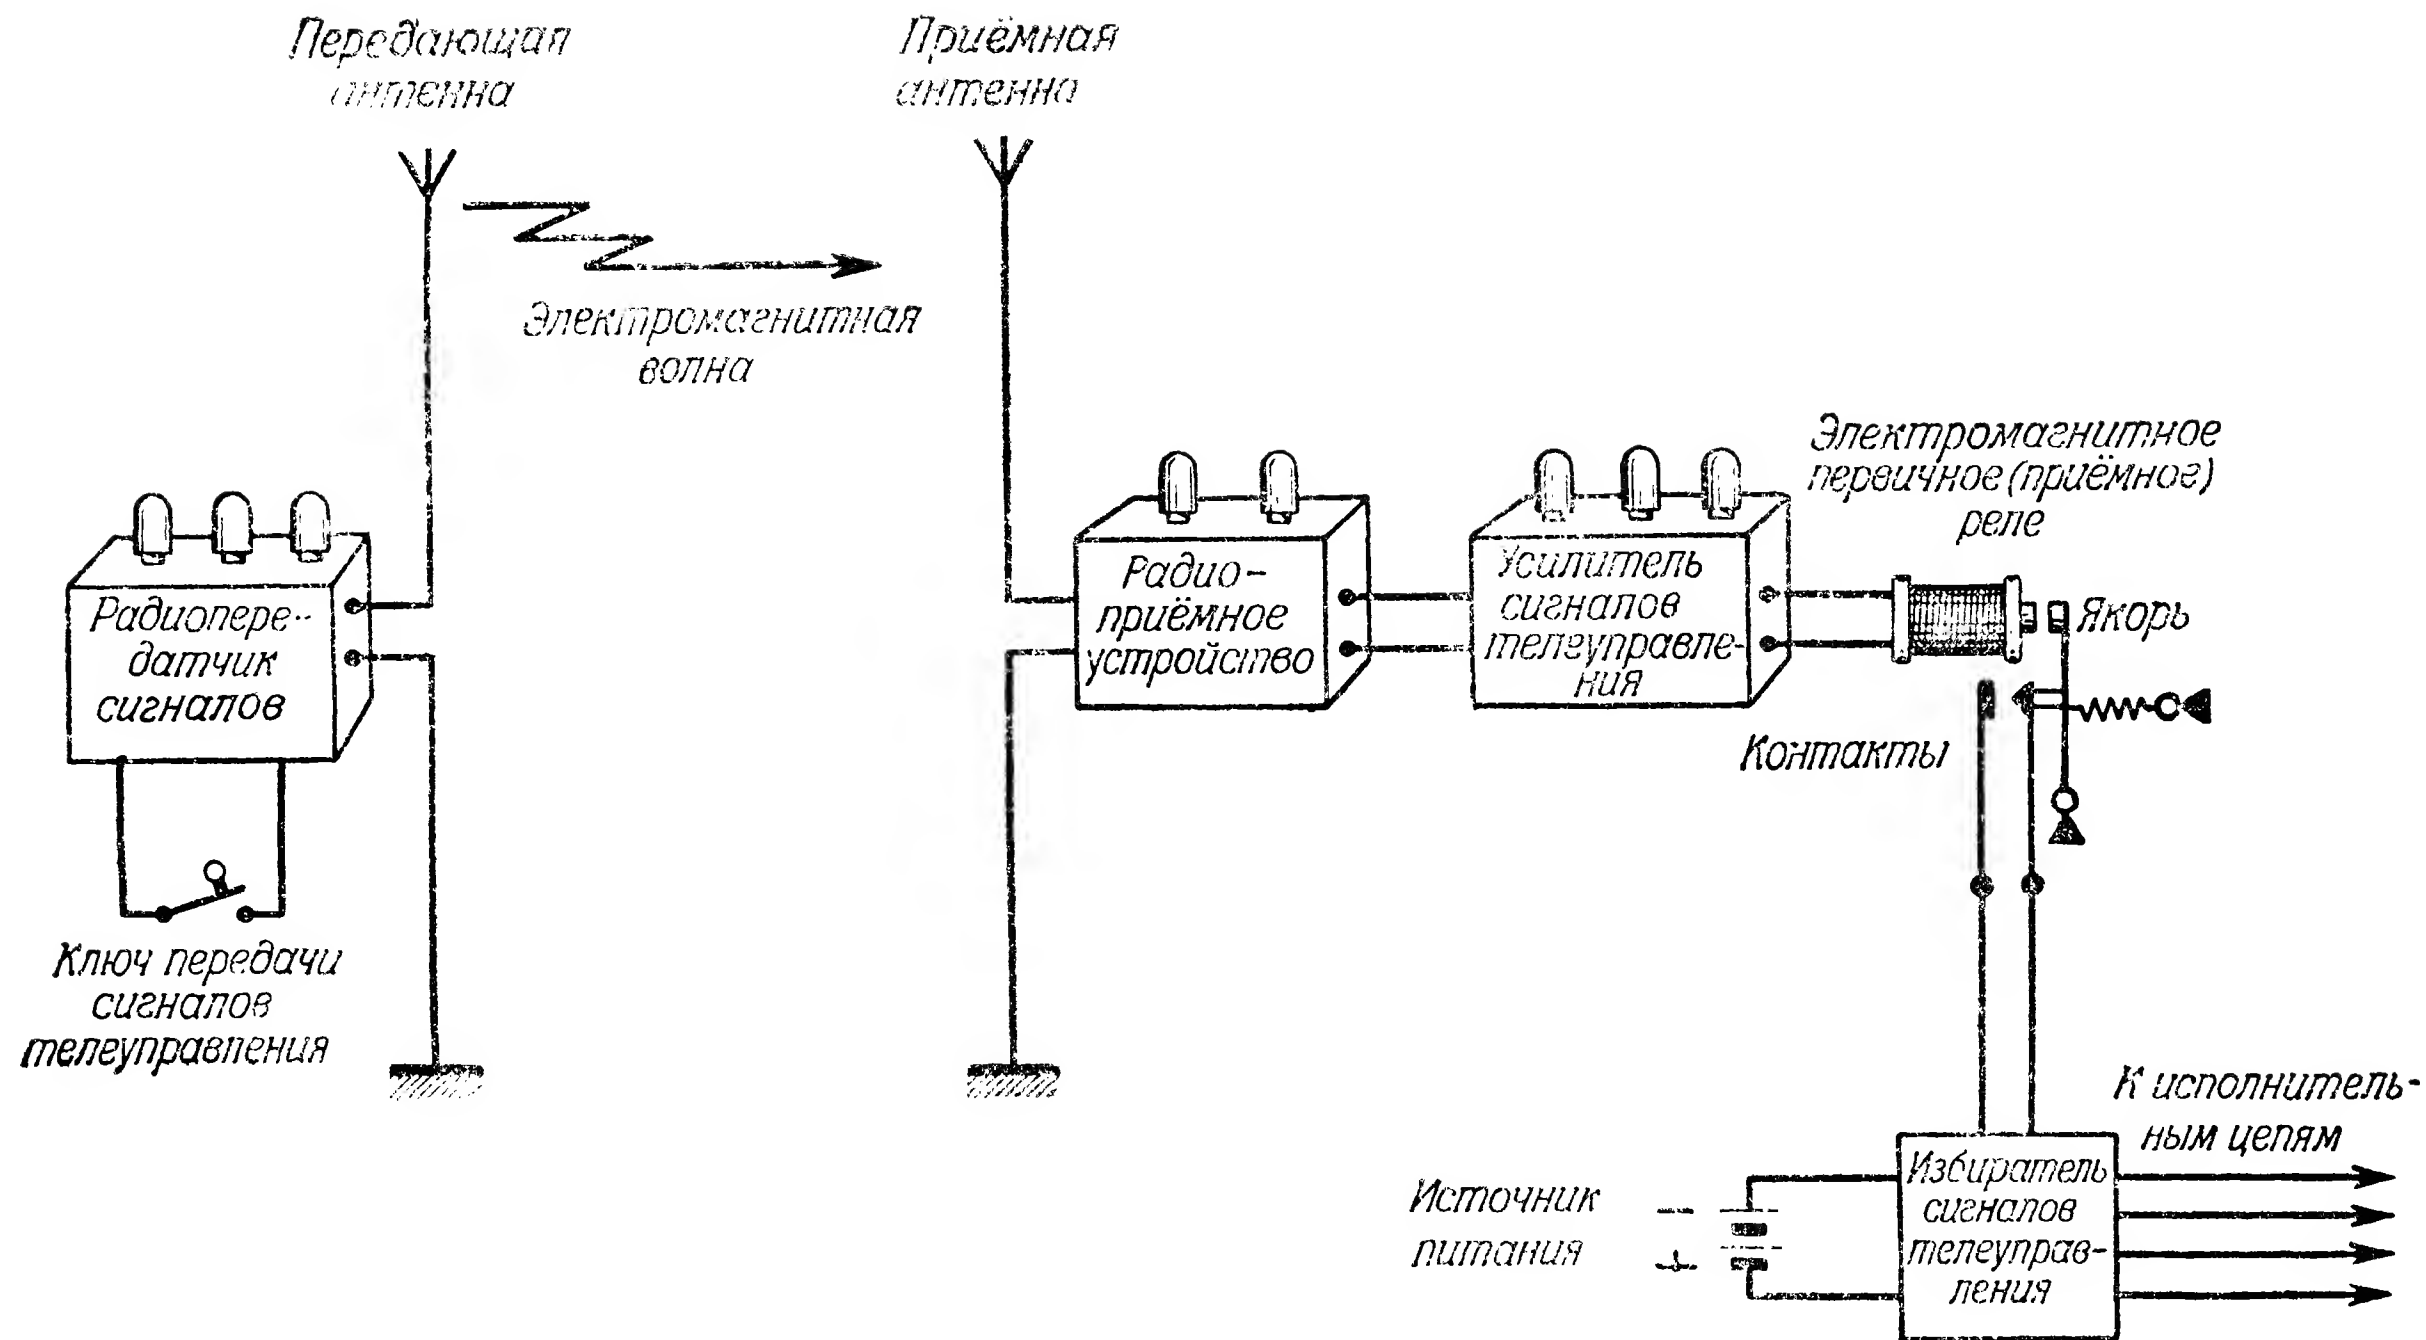 Передающая
антенна
Приёмная
антенна
Электромагнитная
волна
Радиопере-
датчик
сигналов
Ключ передачи
сигналов
телеуправления
Радио-
приёмное
устройство
Усилитель
сигналов
телеуправле-
ния
Электромагнитное
первичное (приёмное)
реле
Якорь
Контакты
К исполнитель-
ным цепям
Источник
питания
–
+
Избиратель
сигналов
телеуправ-
ления